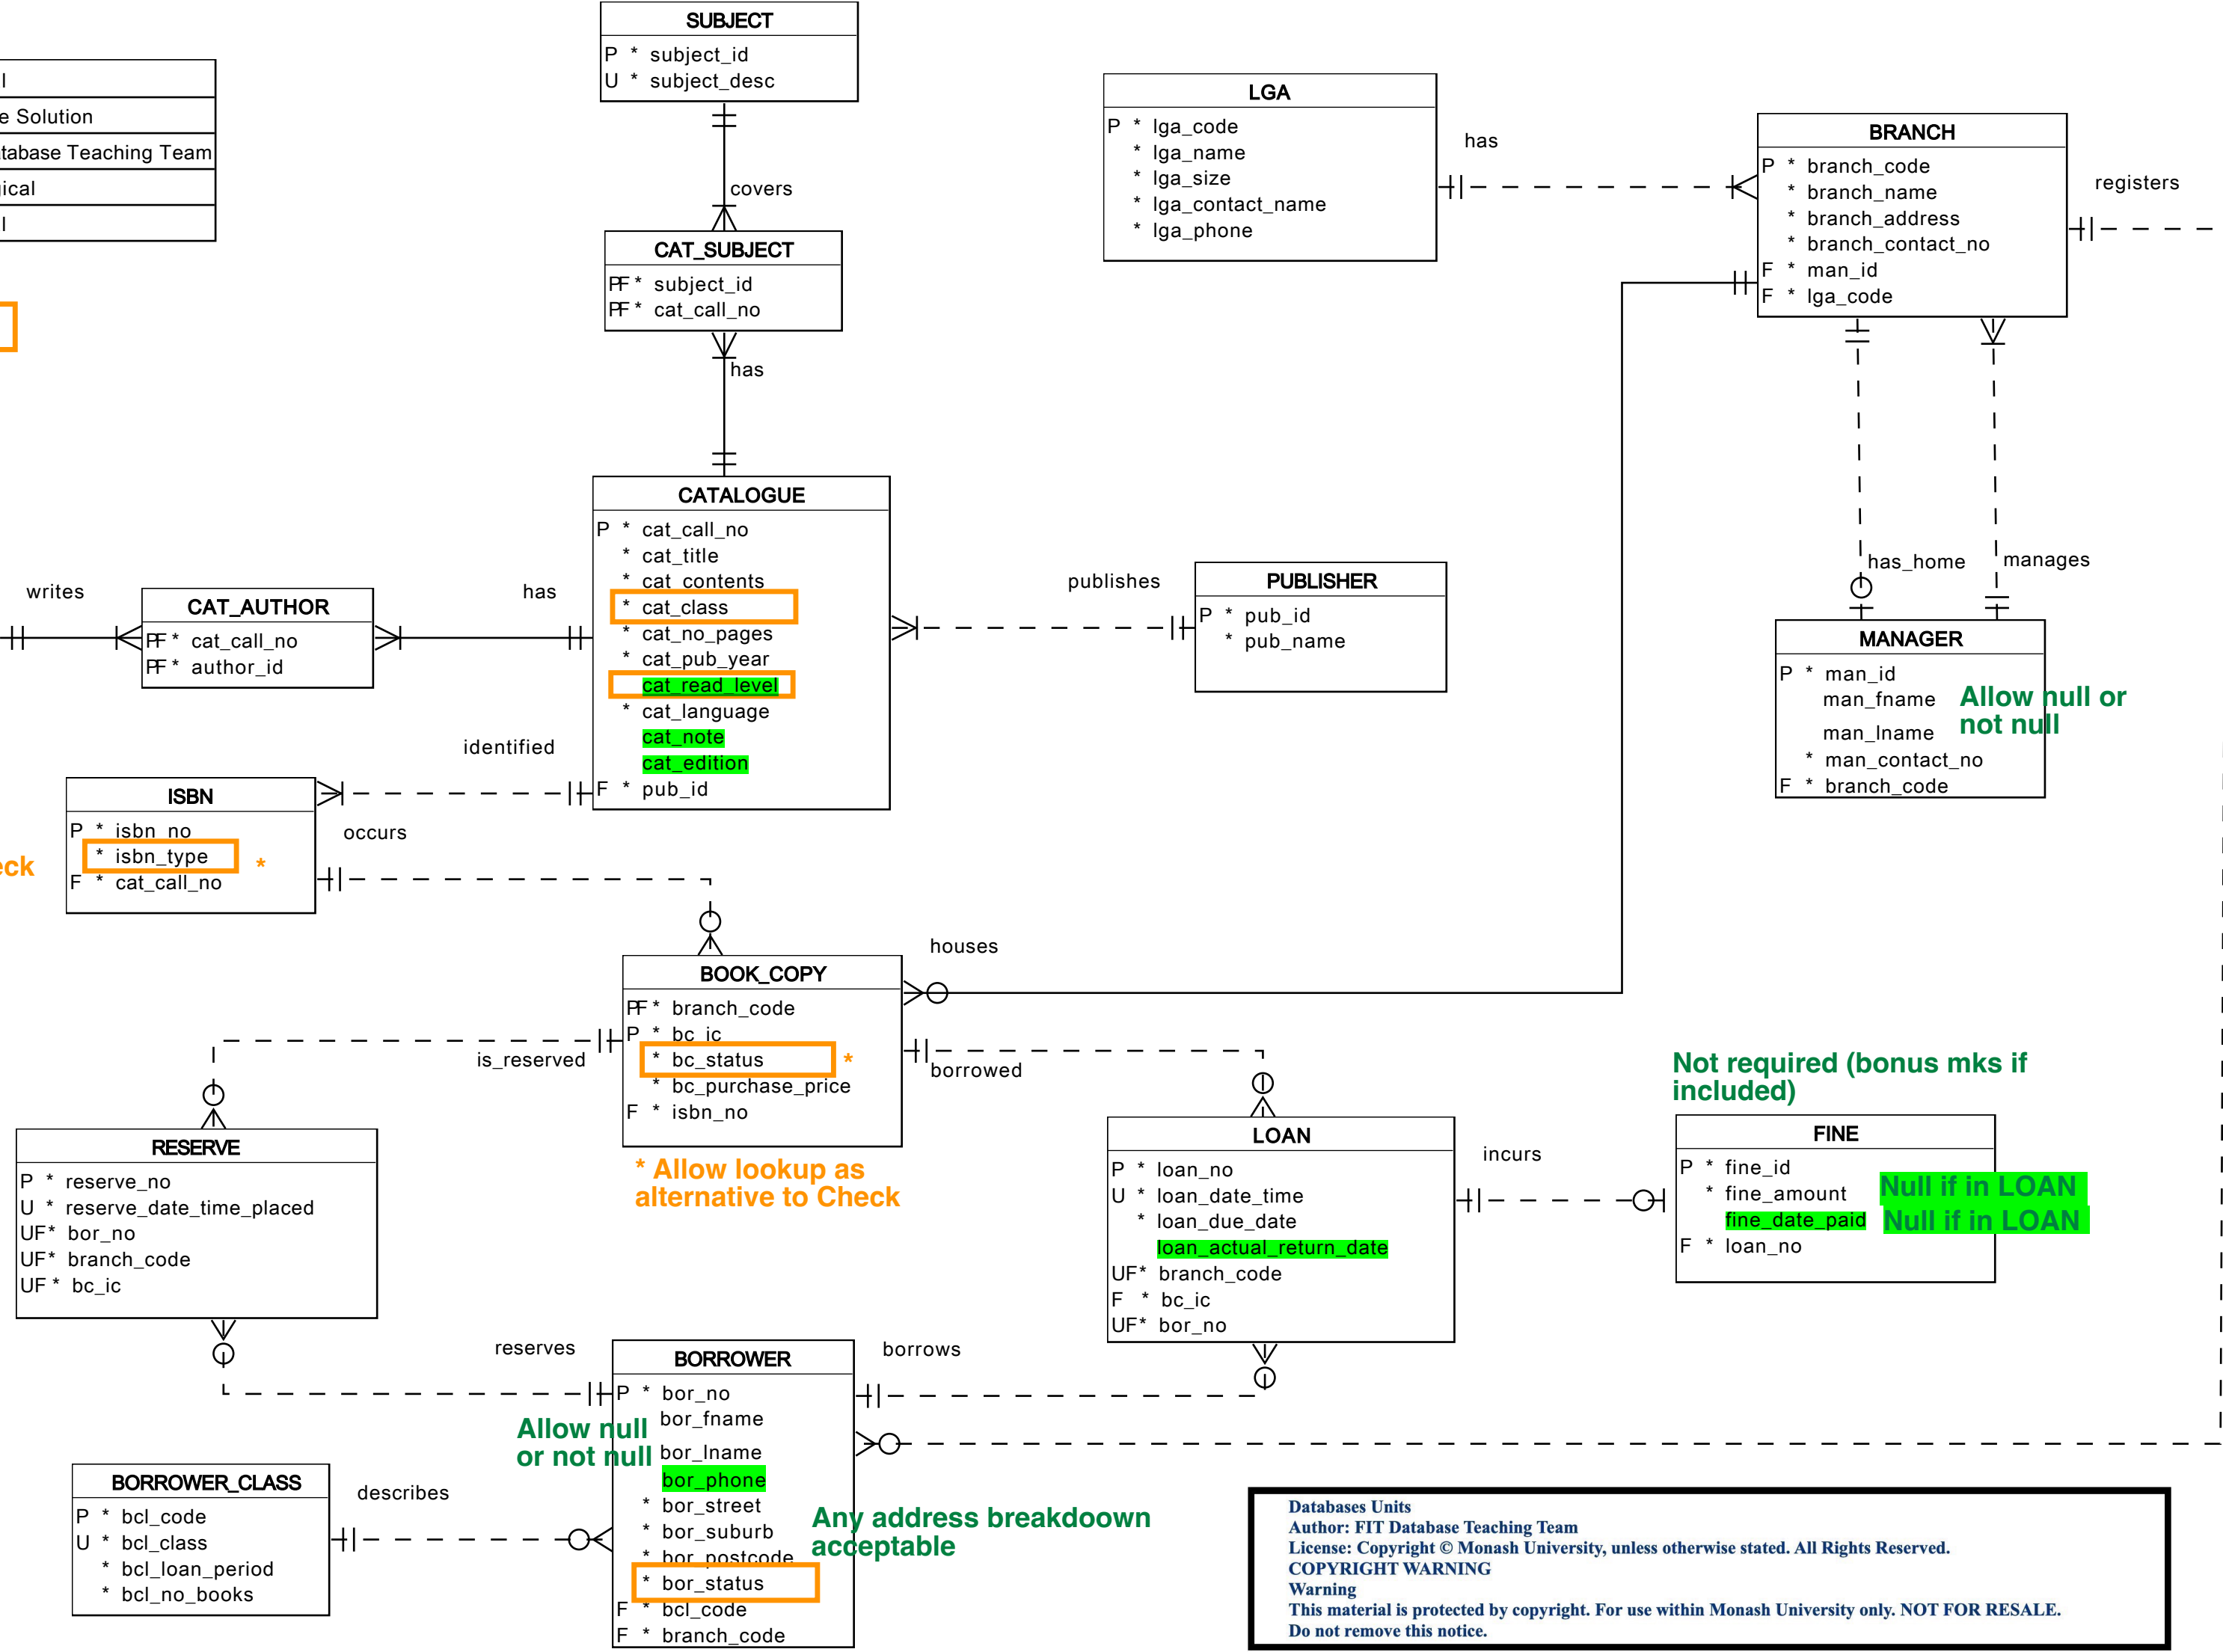 SUBJECT
P * subject_id
U * subject_desc
l
e Solution
tabase Teaching Team
ical
l
LGA
P * lga_code
* lga_name
* lga_size
* lga_contact_name
* lga_phone
has
BRANCH
P * branch_code
* branch_name
* branch_address
* branch_contact_no
F * man_id
F * lga_code
registers
covers
CAT_SUBJECT
PF * subject_id
PF * cat_call_no
has
CATALOGUE
P * cat_call_no
* cat_title
* cat_contents
* cat_class
* cat_no_pages
* cat_pub_year
cat_read_level
* cat_language
cat_note
cat_edition
F * pub_id
writes
CAT_AUTHOR
PF * cat_call_no
PF * author_id
has
publishes
PUBLISHER
P * pub_id
* pub_name
has_home
manages
MANAGER
P * man_id
man_fname
man_lname
* man_contact_no
F * branch_code
Allow null or
not null
identified
ISBN
P * isbn_no
* isbn_type *
F * cat_call_no
eck
occurs
houses
BOOK_COPY
PF * branch_code
P * bc_ic
* bc_status *
* bc_purchase_price
F * isbn_no
* Allow lookup as
alternative to Check
is_reserved
borrowed
RESERVE
P * reserve_no
U * reserve_date_time_placed
UF* bor_no
UF* branch_code
UF * bc_ic
LOAN
P * loan_no
U * loan_date_time
* loan_due_date
loan_actual_return_date
UF* branch_code
F * bc_ic
UF* bor_no
incurs
Not required (bonus mks if
included)
FINE
P * fine_id
* fine_amount Null if in LOAN
fine_date_paid Null if in LOAN
F * loan_no
reserves
borrows
BORROWER
P * bor_no
bor_fname
bor_lname
bor_phone
* bor_street
* bor_suburb
* bor_postcode
* bor_status
F * bcl_code
F * branch_code
Allow null
or not null
Any address breakdoown
acceptable
BORROWER_CLASS
P * bcl_code
U * bcl_class
* bcl_loan_period
* bcl_no_books
describes
Databases Units
Author: FIT Database Teaching Team
License: Copyright © Monash University, unless otherwise stated. All Rights Reserved.
COPYRIGHT WARNING
Warning
This material is protected by copyright. For use within Monash University only. NOT FOR RESALE.
Do not remove this notice.